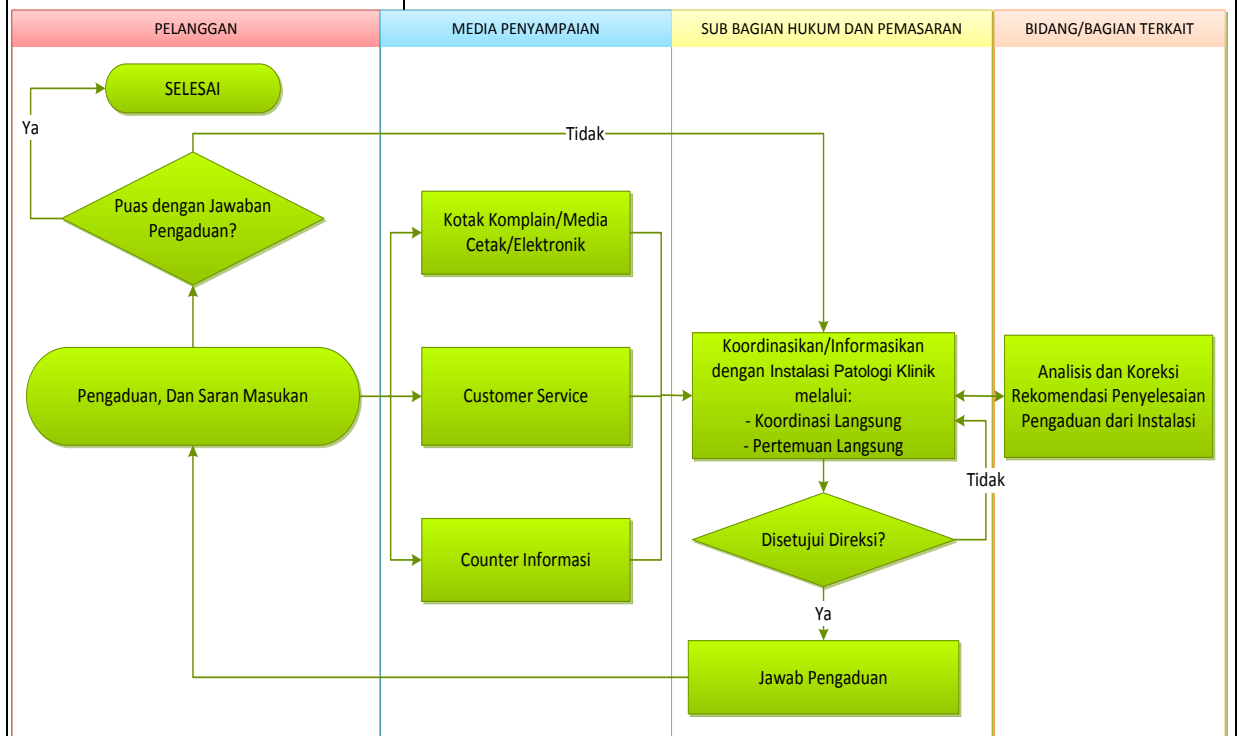 PELANGGAN
MEDIA PENYAMPAIAN
SUB BAGIAN HUKUM DAN PEMASARAN
BIDANG/BAGIAN TERKAIT
SELESAI
Ya
Tidak
Puas dengan Jawaban
Pengaduan?
Kotak Komplain/Media
Cetak/Elektronik
Pengaduan, Dan Saran Masukan
Customer Service
Koordinasikan/Informasikan
dengan Instalasi Patologi Klinik
melalui:
- Koordinasi Langsung
- Pertemuan Langsung
Analisis dan Koreksi
Rekomendasi Penyelesaian
Pengaduan dari Instalasi
Tidak
Counter Informasi
Disetujui Direksi?
Ya
Jawab Pengaduan